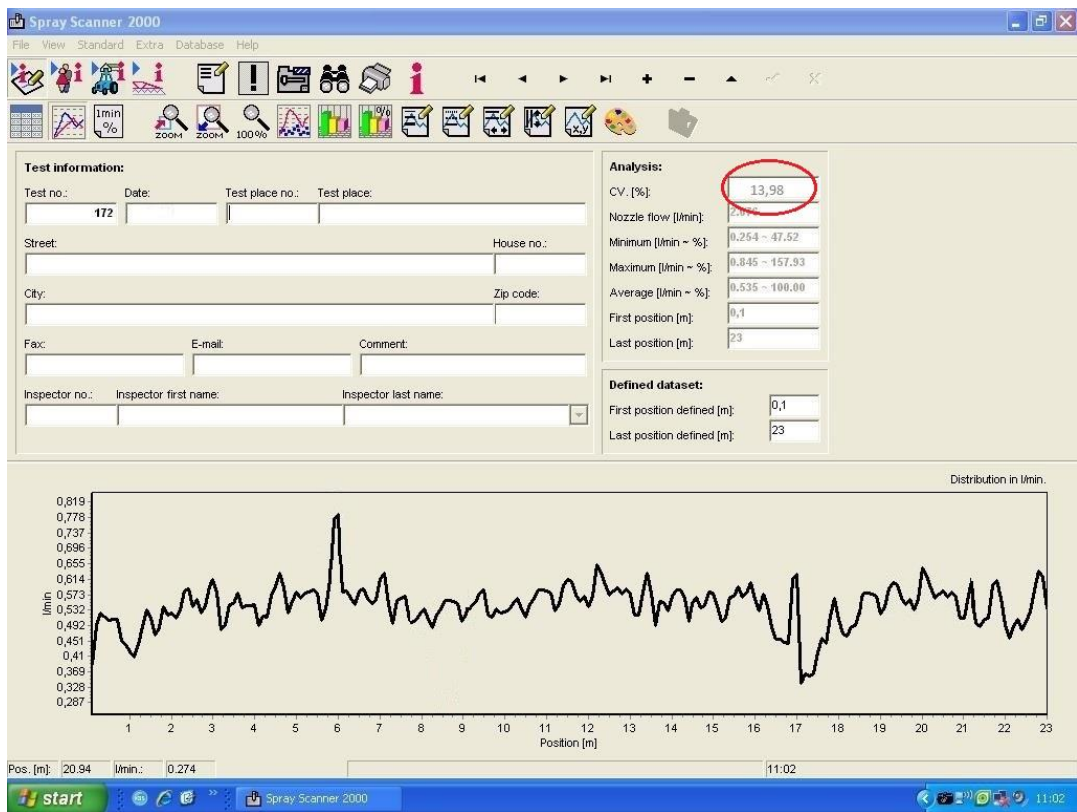 Spray Scanner 2000
File View Standard Extra Database Help
1min
%
ZOOM ZOOM 100% %
x,y
Test information:
Test no.: Date: Test place no.: Test place:
172
Street: House no.:
City: Zip code:
Fax: E-mail: Comment:
Inspector no.: Inspector first name: Inspector last name:
Analysis:
CV. [%]: 13,98
Nozzle flow [l/min]:
Minimum [l/min ~ %]: 0.254 ~ 47.52
Maximum [l/min ~ %]: 0.845 ~ 157.93
Average [l/min ~ %]: 0.535 ~ 100.00
First position [m]: 0,1
Last position [m]: 23
Defined dataset:
First position defined [m]: 0,1
Last position defined [m]: 23
Distribution in l/min.
0,819
0,778
0,737
0,696
0,655
0,614
0,573
0,532
0,492
0,451
0,41
0,369
0,328
0,287
l/min
1 2 3 4 5 6 7 8 9 10 11 12 13 14 15 16 17 18 19 20 21 22 23
Position [m]
Pos. [m]: 20.94 l/min.: 0.274 11:02
start Spray Scanner 2000 11:02